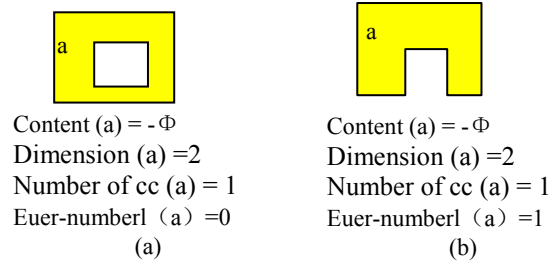 a
Content (a) = -Φ
Dimension (a) =2
Number of cc (a) = 1
Euer-numberl（a）=0
(a)
a
Content (a) = -Φ
Dimension (a) =2
Number of cc (a) = 1
Euer-numberl（a）=1
(b)